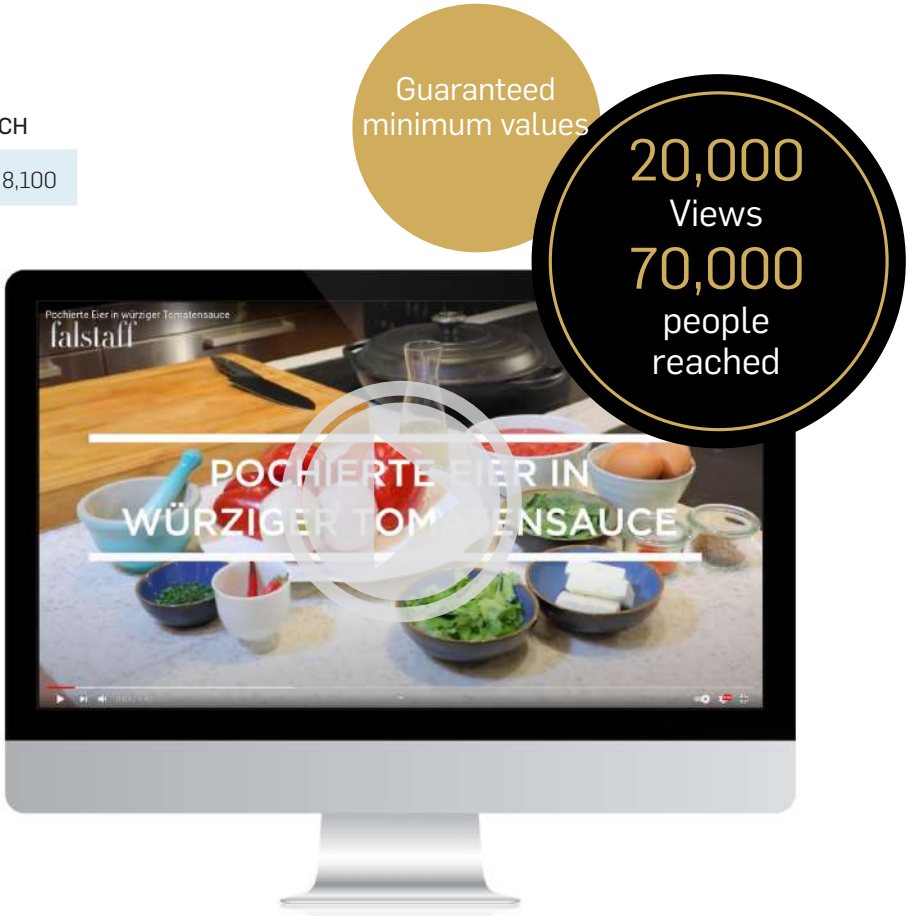 Guaranteed
minimum values
CH
8,100
20,000
Views
70,000
people
reached
Pochierte Eier in würziger Tomatensauce
falstaff
POCHIERTE EIER IN
WÜRZIGER TOMATENSAUCE